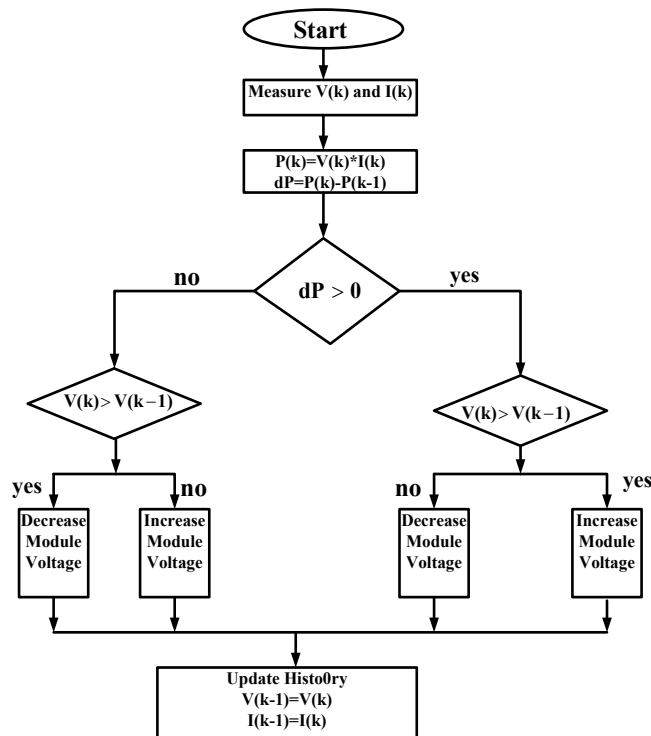 Start
Measure V(k) and I(k)
P(k)=V(k)*I(k)
dP=P(k)-P(k-1)
no
dP > 0
yes
V(k)>V(k−1)
V(k)>V(k−1)
yes
no
no
yes
Decrease
Module
Voltage
Increase
Module
Voltage
Decrease
Module
Voltage
Increase
Module
Voltage
Update Histo0ry
V(k-1)=V(k)
I(k-1)=I(k)